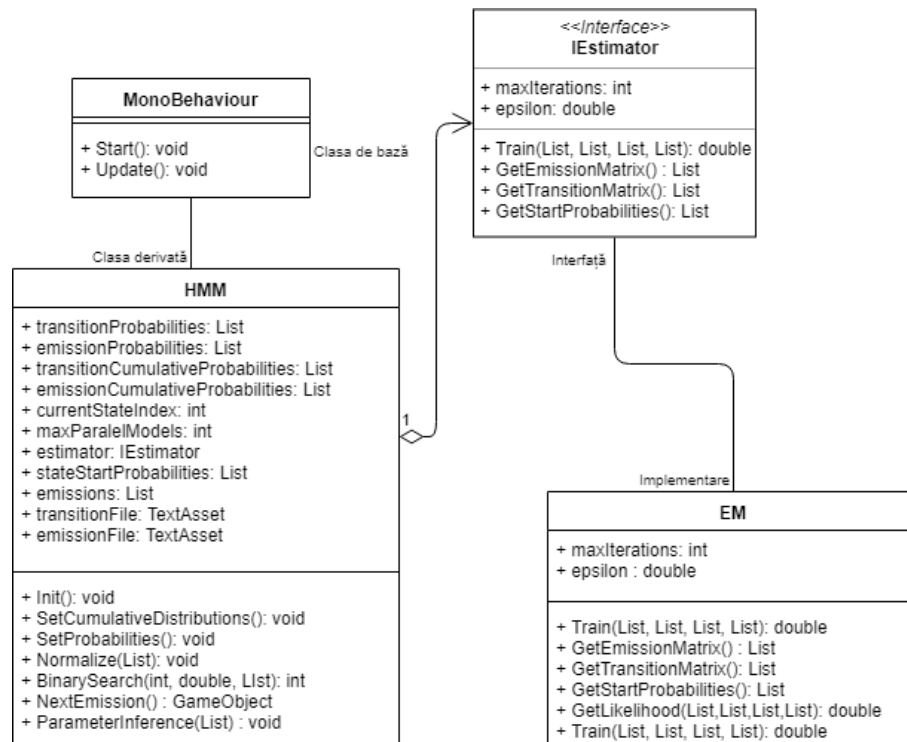 <<Interface>>
IEstimator
+ maxIterations: int
+ epsilon: double
+ Train(List, List, List, List): double
+ GetEmissionMatrix() : List
+ GetTransitionMatrix(): List
+ GetStartProbabilities(): List
MonoBehaviour
+ Start(): void
+ Update(): void
Clasa de bază
Clasa derivată
Interfață
HMM
+ transitionProbabilities: List
+ emissionProbabilities: List
+ transitionCumulativeProbabilities: List
+ emissionCumulativeProbabilities: List
+ currentStateIndex: int
+ maxParalelModels: int
+ estimator: IEstimator
+ stateStartProbabilities: List
+ emissions: List
+ transitionFile: TextAsset
+ emissionFile: TextAsset
1
+ Init(): void
+ SetCumulativeDistributions(): void
+ SetProbabilities(): void
+ Normalize(List): void
+ BinarySearch(int, double, LIst): int
+ NextEmission() : GameObject
+ ParameterInference(List) : void
Implementare
EM
+ maxIterations: int
+ epsilon : double
+ Train(List, List, List, List): double
+ GetEmissionMatrix() : List
+ GetTransitionMatrix(): List
+ GetStartProbabilities(): List
+ GetLikelihood(List,List,List,List): double
+ Train(List, List, List, List): double